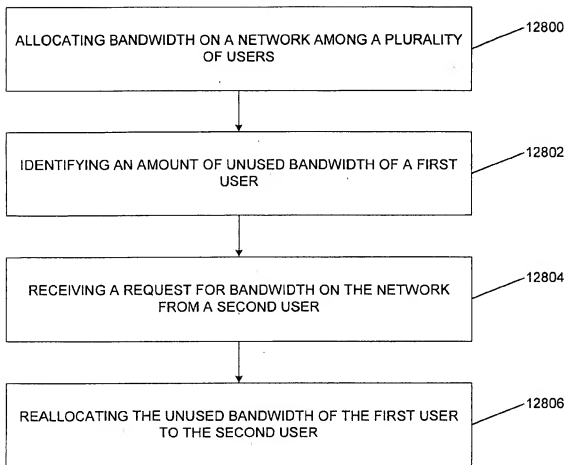 ALLOCATING BANDWIDTH ON A NETWORK AMONG A PLURALITY
OF USERS
12800
IDENTIFYING AN AMOUNT OF UNUSED BANDWIDTH OF A FIRST
USER
12802
RECEIVING A REQUEST FOR BANDWIDTH ON THE NETWORK
FROM A SECOND USER
12804
REALLOCATING THE UNUSED BANDWIDTH OF THE FIRST USER
TO THE SECOND USER
12806